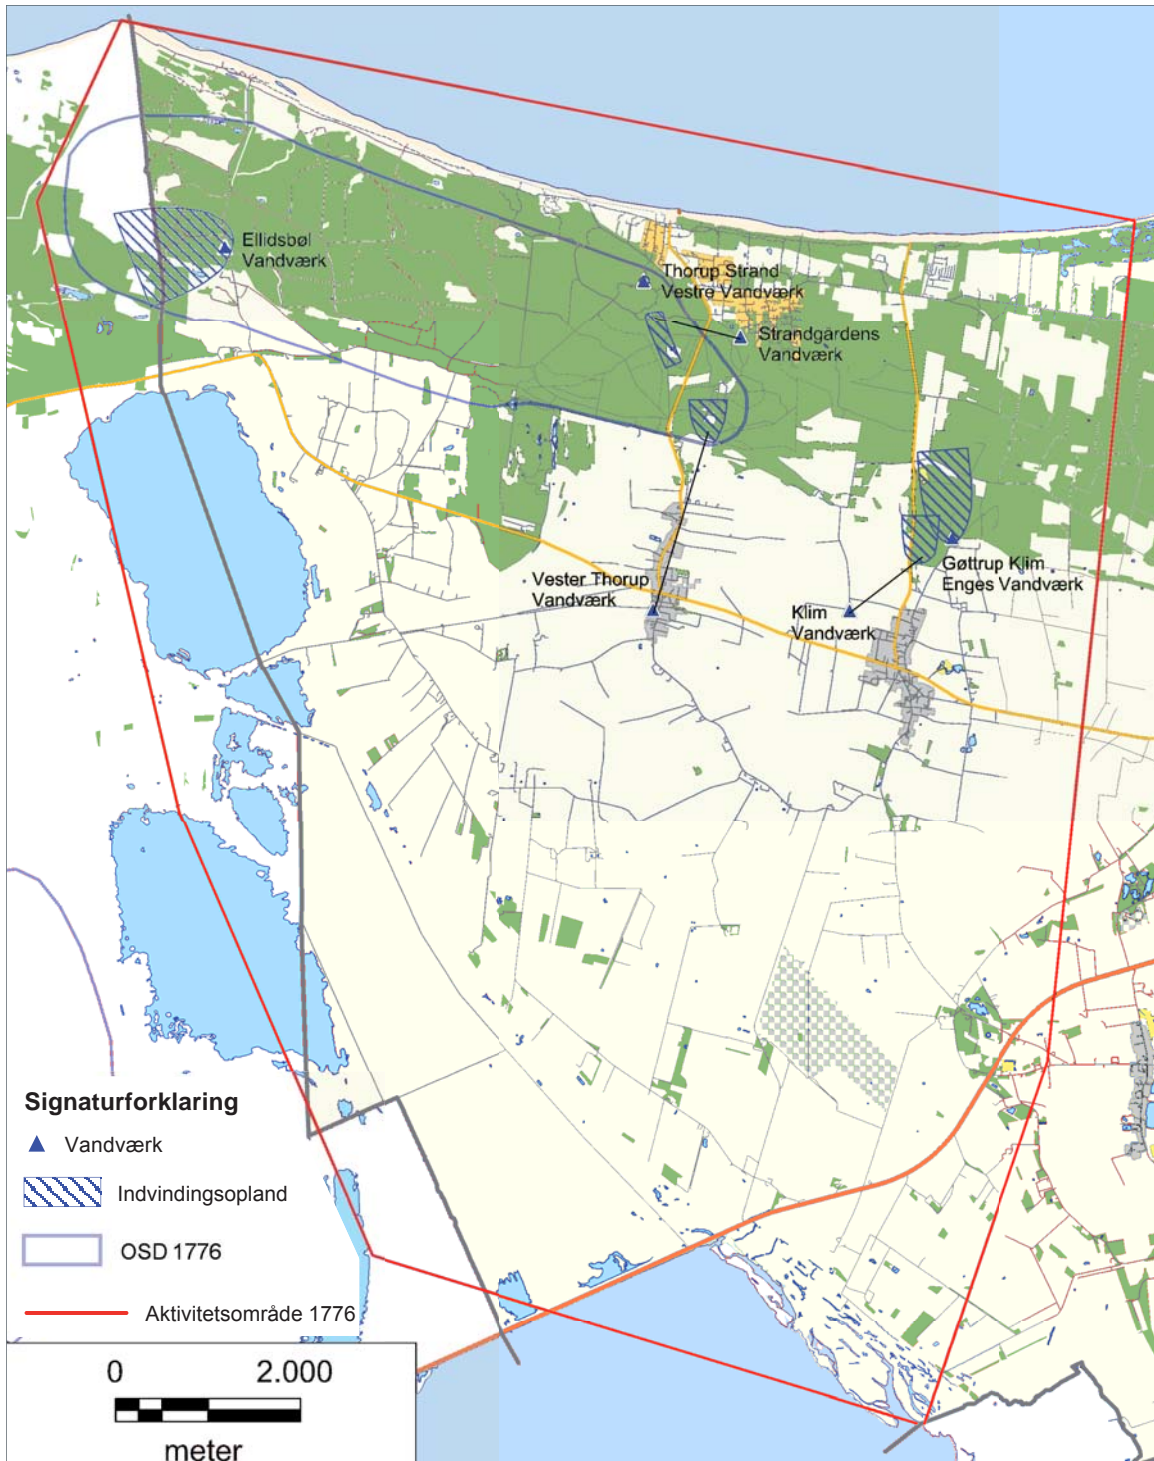 Ellidsbøl
Vandværk
Thorup Strand
Vestre Vandværk
Strandgårdens
Vandværk
Vester Thorup
Vandværk
Klim
Vandværk
Gøttrup Klim
Enges Vandværk
Signaturforklaring
Vandværk
Indvindingsopland
OSD 1776
Aktivitetsområde 1776
0 2.000
meter